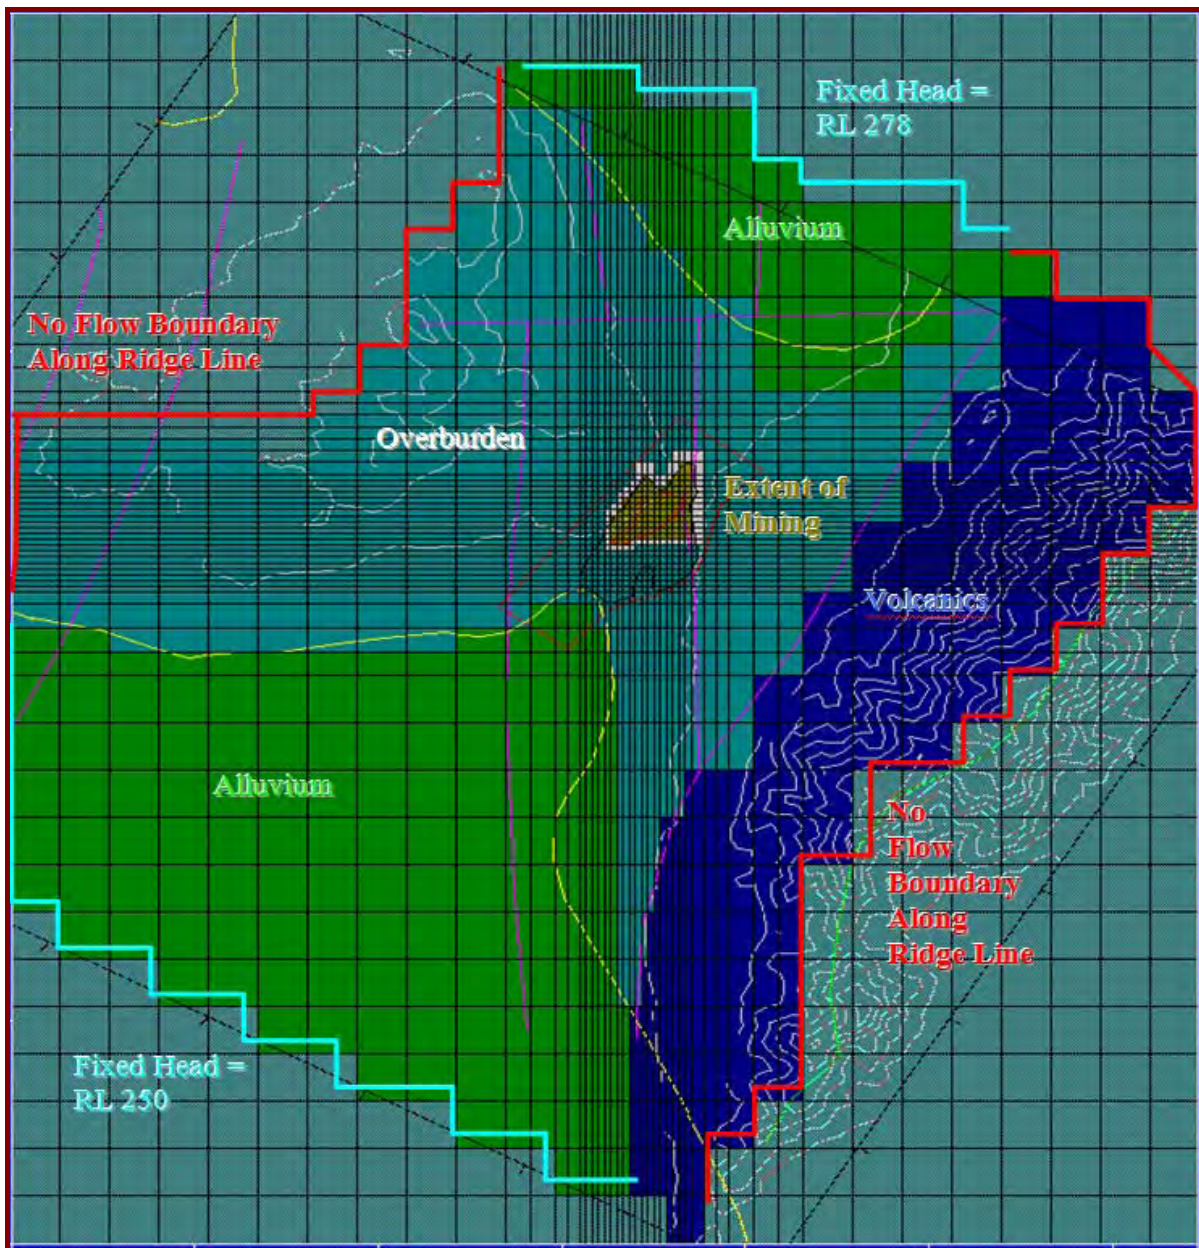 Fixed Head =
RL 278
Alluvium
No Flow Boundary
Along Ridge Line
Overburden
Extent of
Mining
Volcanics
Alluvium
No
Flow
Boundary
Along
Ridge Line
Fixed Head =
RL 250